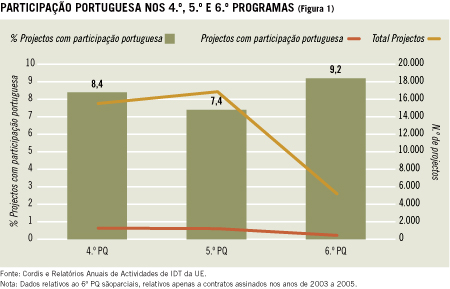 PARTICIPAÇÃO PORTUGUESA NOS 4.º, 5.º E 6.º PROGRAMAS (Figura 1)
% Projectos com participação portuguesa
Projectos com participação portuguesa
Total Projectos
% Projectos com participação portuguesa
10
9
8
7
6
5
4
3
2
1
0
8,4
7,4
9,2
20.000
18.000
16.000
14.000
12.000
10.000
8.000
6.000
4.000
2.000
0
N.º de projectos
4.º PQ
5.º PQ
6.º PQ
Fonte: Cordis e Relatórios Anuais de Actividades de IDT da UE.
Nota: Dados relativos ao 6º PQ sãoparciais, relativos apenas a contratos assinados nos anos de 2003 a 2005.